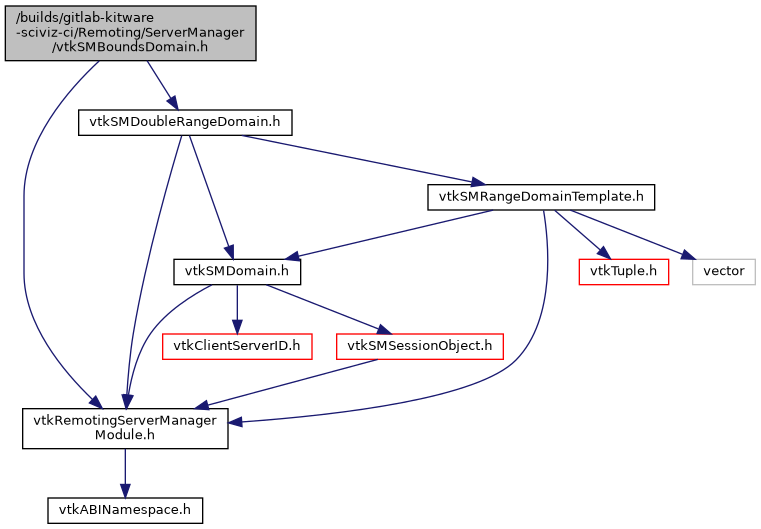 /builds/gitlab-kitware
-sciviz-ci/Remoting/ServerManager
/vtkSMBoundsDomain.h
vtkSMDoubleRangeDomain.h
vtkSMRangeDomainTemplate.h
vtkSMDomain.h
vtkTuple.h
vector
vtkClientServerID.h
vtkSMSessionObject.h
vtkRemotingServerManager
Module.h
vtkABINamespace.h